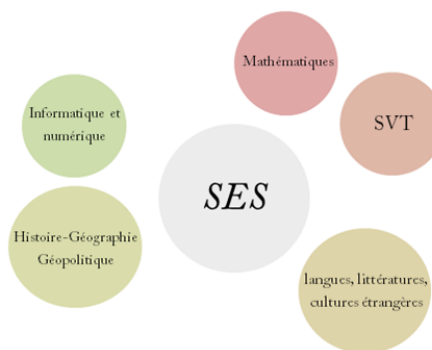 Mathématiques
Informatique et
numérique
SVT
SES
Histoire-Géographie
Géopolitique
langues, littératures,
cultures étrangères